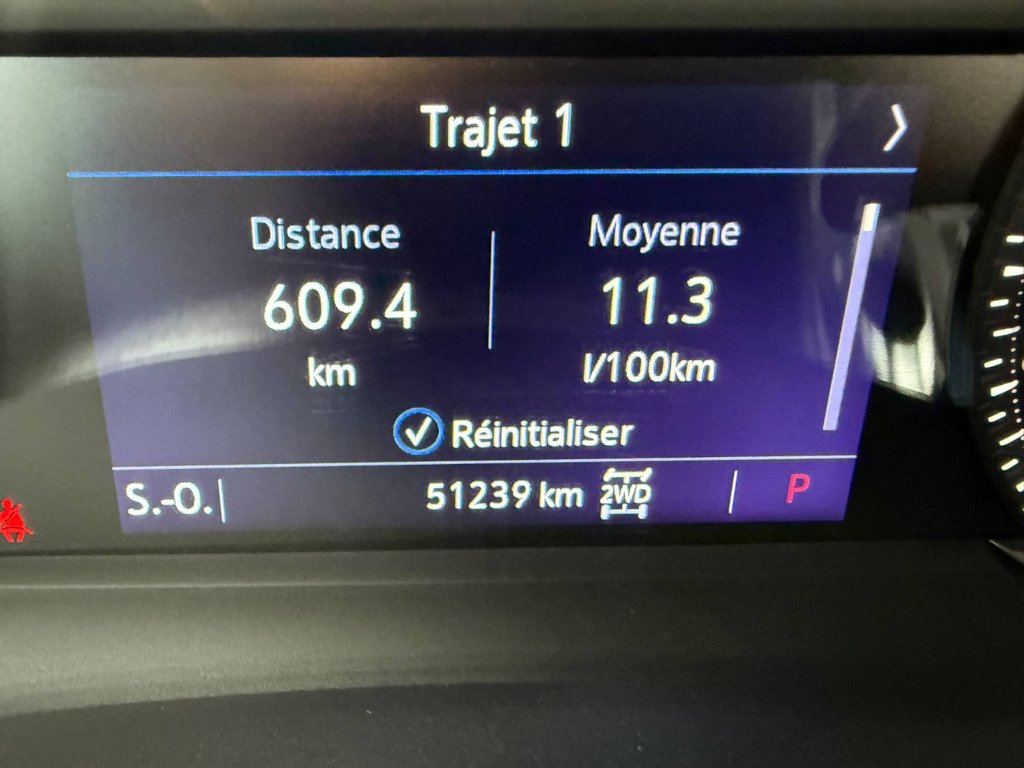 Trajet 1
Distance
Moyenne
609.4
11.3
km
l/100km
Réinitialiser
S.-O.
51239 km
2WD
P